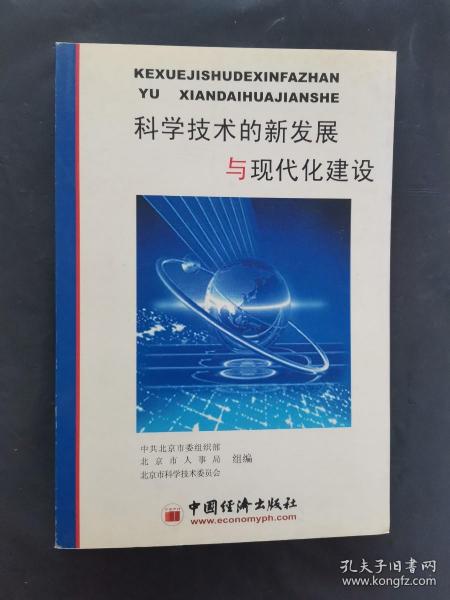 KEXUEJISHUDEXINFAZHAN
YU XIANDAIHUAJIANSHE
科学技术的新发展
与现代化建设
中共北京市委组织部
北京市人事局 组编
北京市科学技术委员会
中国经济出版社
www.economyph.com
孔夫子旧书网
www.kongfz.com